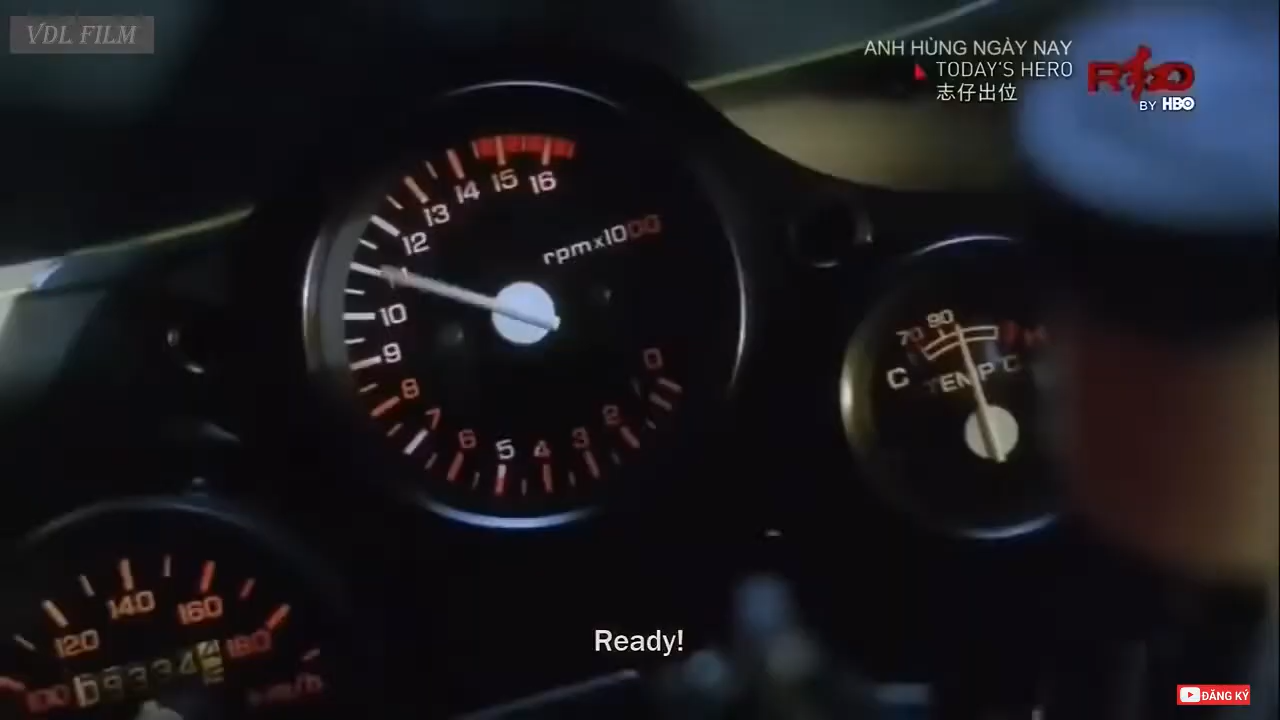 VDL FILM
ANH HÙNG NGÀY NAY
TODAY'S HERO
志仔出位
RED
BY HBO
16
15
14
13
12
11
10
9
8
7
6
5
4
3
2
0
rpmx1000
70 90
C TEMP°C
120 140 160 180
100
km/h
Ready!
ĐĂNG KÝ